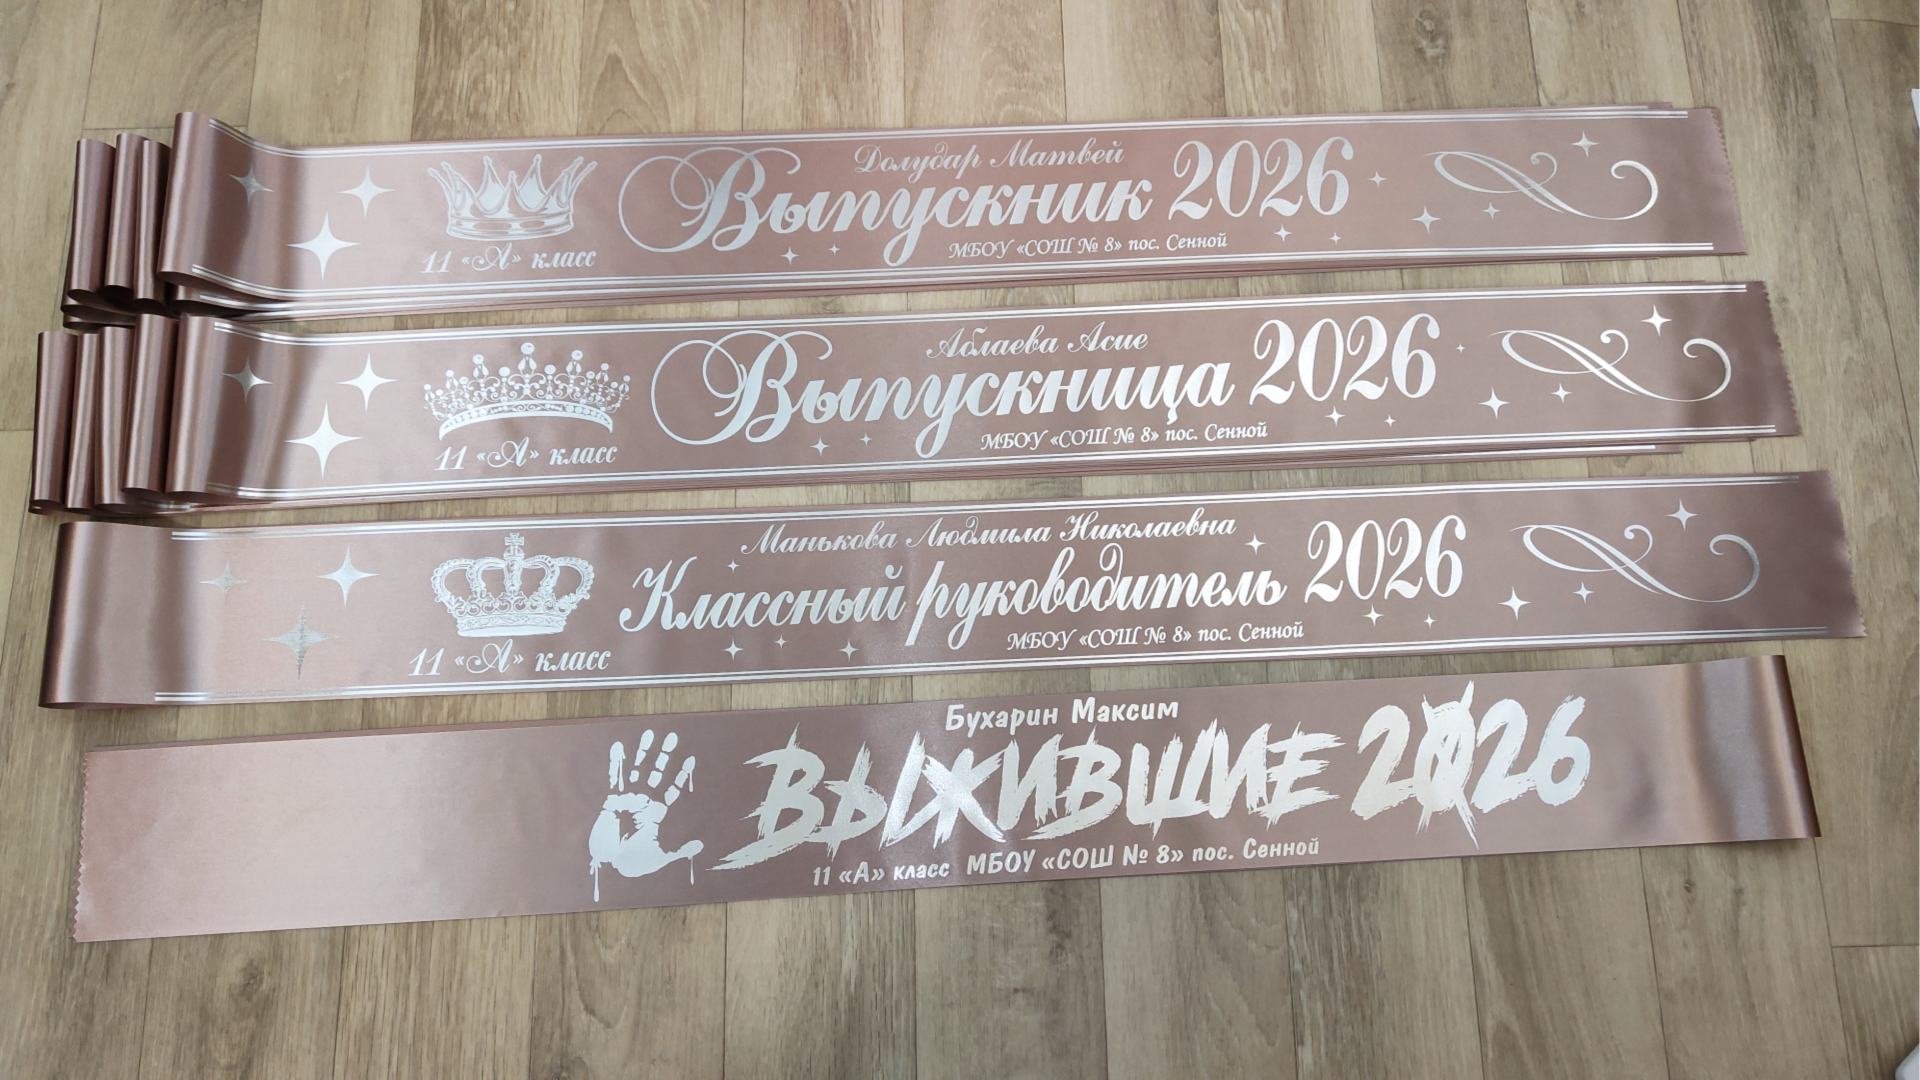 Долудар Матвей
Выпускник 2026
11 «А» класс
МБОУ «СОШ № 8» пос. Сенной
Аблаева Асие
Выпускница 2026
11 «А» класс
МБОУ «СОШ № 8» пос. Сенной
Манькова Людмила Николаевна
Классный руководитель 2026
11 «А» класс
МБОУ «СОШ № 8» пос. Сенной
Бухарин Максим
ВЫЖИВШИЕ 2026
11 «А» класс МБОУ «СОШ № 8» пос. Сенной